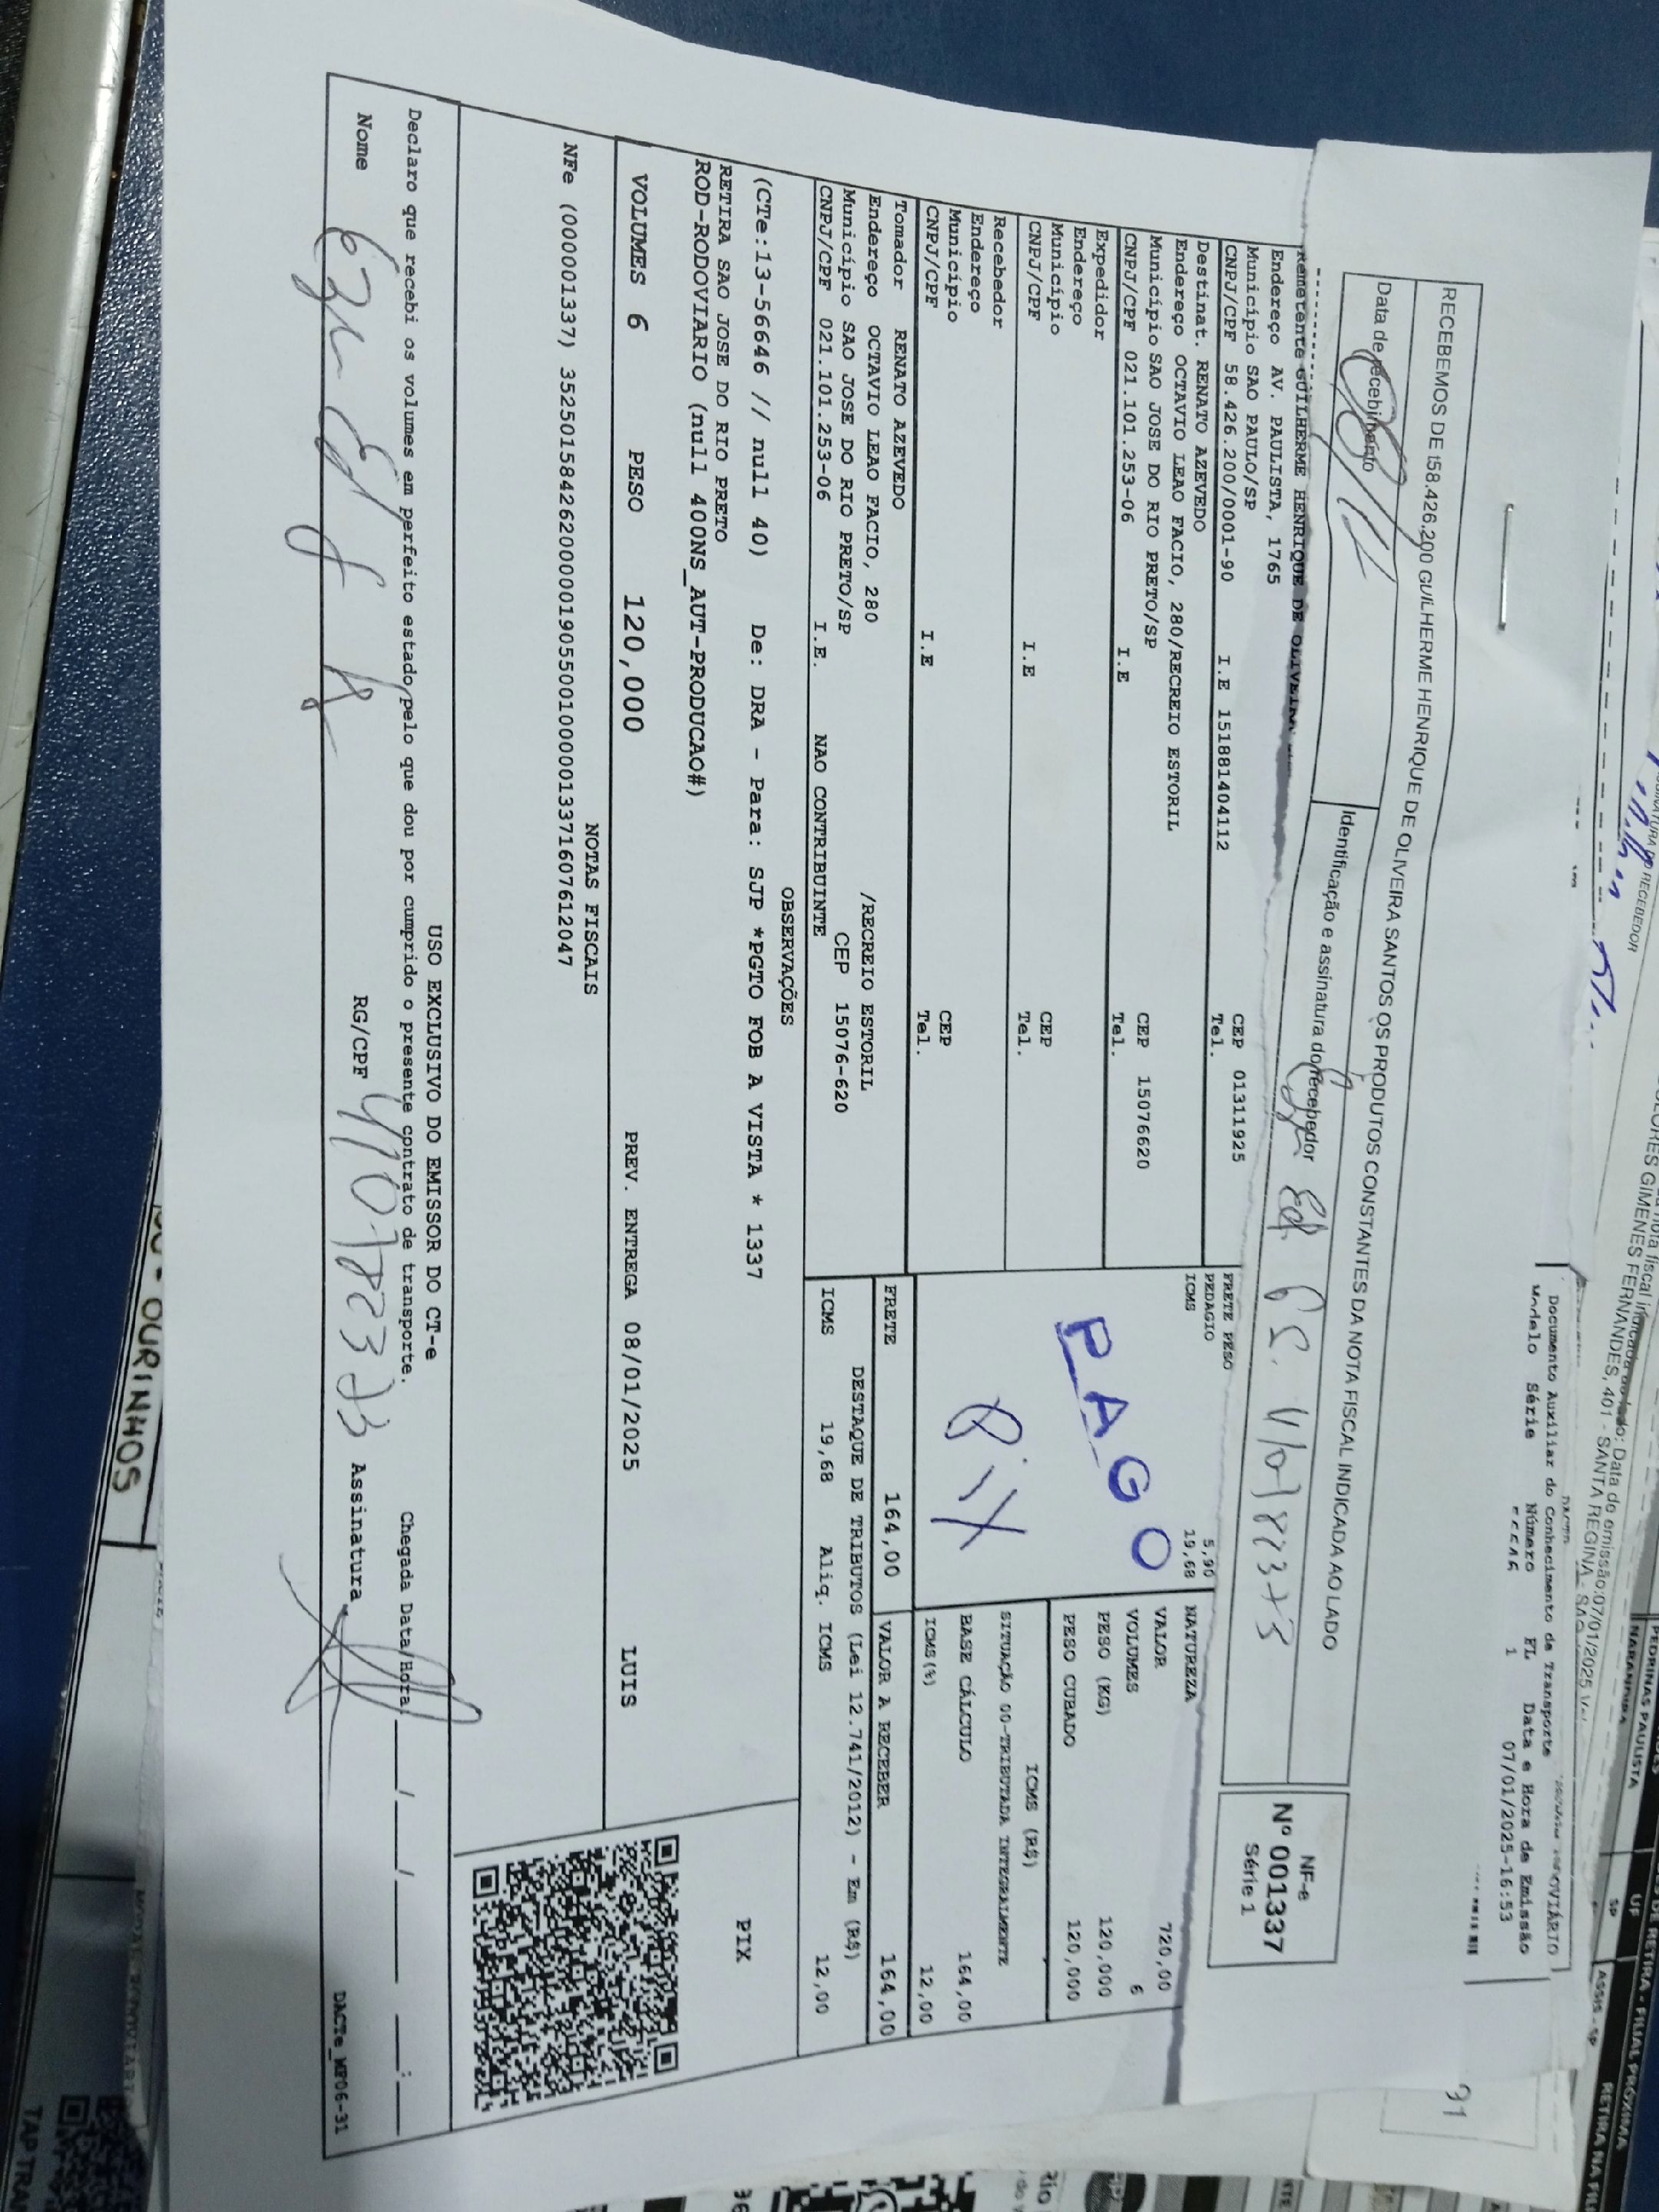 RECEBEMOS DE t58.426.200 GUILHERME HENRIQUE DE OLIVEIRA SANTOS OS PRODUTOS CONSTANTES DA NOTA FISCAL INDICADA AO LADO
Data de recebimento
Identificação e assinatura do recebedor
NF-e
Nº 001337
Série 1
Documento Auxiliar do Conhecimento de Transporte
Modelo Série Número FL Data e Hora de Emissão
1 07/01/2025-16:53
Remetente GUILHERME HENRIQUE DE
Endereço AV. PAULISTA, 1765
Município SAO PAULO/SP
CEP 01311925
CNPJ/CPF 58.426.200/0001-90 I.E 151881404112 Tel.
Destinat. RENATO AZEVEDO
Endereço OCTAVIO LEAO FACIO, 280/RECREIO ESTORIL
Município SAO JOSE DO RIO PRETO/SP CEP 15076620
CNPJ/CPF 021.101.253-06 I.E Tel.
Expedidor
Endereço
Município CEP
CNPJ/CPF I.E Tel.
Recebedor
Endereço
Município CEP
CNPJ/CPF I.E Tel.
Tomador RENATO AZEVEDO
Endereço OCTAVIO LEAO FACIO, 280 /RECREIO ESTORIL
Município SAO JOSE DO RIO PRETO/SP CEP 15076-620
CNPJ/CPF 021.101.253-06 I.E. NAO CONTRIBUINTE
FRETE PESO
PEDAGIO 5,90
ICMS 19,68
PAGO
PIX
NATUREZA
VALOR 720,00
VOLUMES 6
PESO (KG) 120,000
PESO CUBADO 120,000
ICMS (R$)
SITUAÇÃO 00-TRIBUTADA INTEGRALMENTE
BASE CÁLCULO 164,00
ICMS(%) 12,00
FRETE 164,00 VALOR A RECEBER 164,00
DESTAQUE DE TRIBUTOS (Lei 12.741/2012) - Em (R$)
ICMS 19,68 Aliq. ICMS 12,00
OBSERVAÇÕES
(CTe:13-56646 // null 40) De: DRA - Para: SJP *PGTO FOB A VISTA * 1337
RETIRA SAO JOSE DO RIO PRETO
ROD-RODOVIARIO (null 400NS_AUT-PRODUCAO#)
PIX
VOLUMES 6 PESO 120,000 PREV. ENTREGA 08/01/2025 LUIS
NOTAS FISCAIS
NFe (000001337) 35250158426200000190550010000013371607612047
USO EXCLUSIVO DO EMISSOR DO CT-e
Declaro que recebi os volumes em perfeito estado pelo que dou por cumprido o presente contrato de transporte. Chegada Data/Hora ___/___/___ ___:___
Nome RG/CPF Assinatura
DACTe_MF06-31
OURINHOS